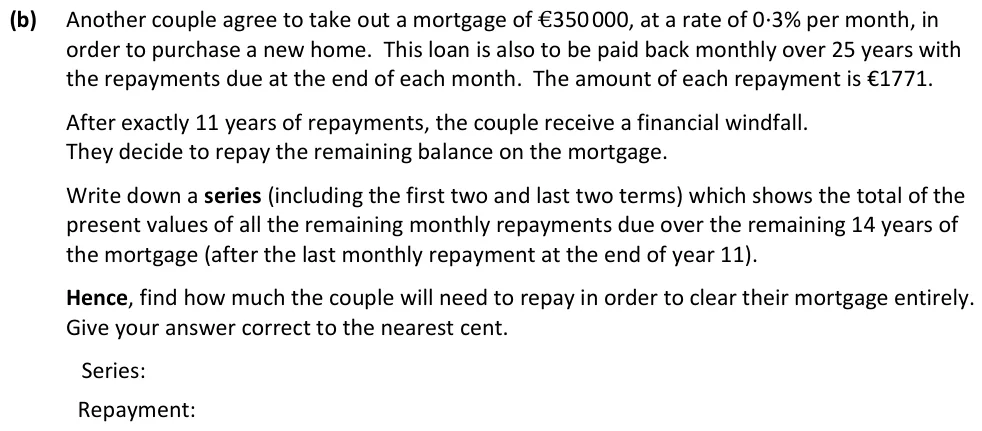 (b) Another couple agree to take out a mortgage of €350 000, at a rate of 0·3% per month, in
order to purchase a new home. This loan is also to be paid back monthly over 25 years with
the repayments due at the end of each month. The amount of each repayment is €1771.
After exactly 11 years of repayments, the couple receive a financial windfall.
They decide to repay the remaining balance on the mortgage.
Write down a series (including the first two and last two terms) which shows the total of the
present values of all the remaining monthly repayments due over the remaining 14 years of
the mortgage (after the last monthly repayment at the end of year 11).
Hence, find how much the couple will need to repay in order to clear their mortgage entirely.
Give your answer correct to the nearest cent.
Series:
Repayment: